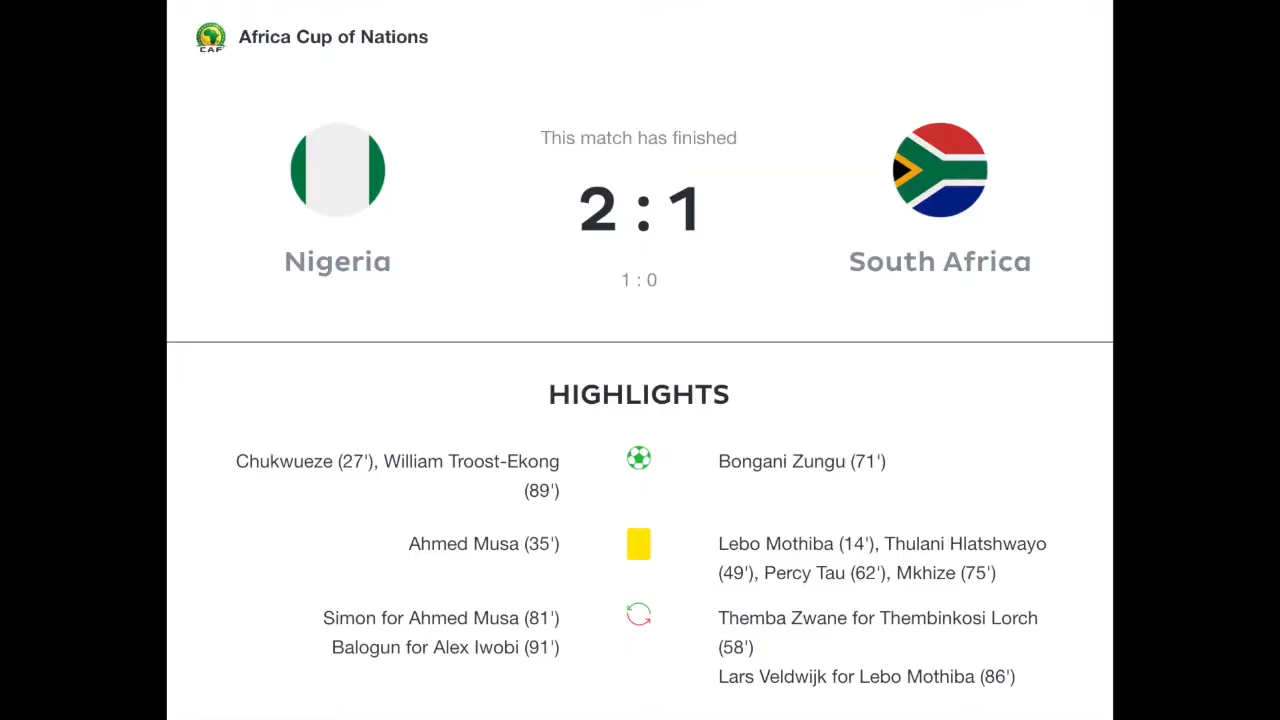 CAF
Africa Cup of Nations
This match has finished
2 : 1
Nigeria
South Africa
1 : 0
HIGHLIGHTS
Chukwueze (27'), William Troost-Ekong
(89')
Bongani Zungu (71')
Ahmed Musa (35')
Lebo Mothiba (14'), Thulani Hlatshwayo
(49'), Percy Tau (62'), Mkhize (75')
Simon for Ahmed Musa (81')
Balogun for Alex Iwobi (91')
Themba Zwane for Thembinkosi Lorch
(58')
Lars Veldwijk for Lebo Mothiba (86')